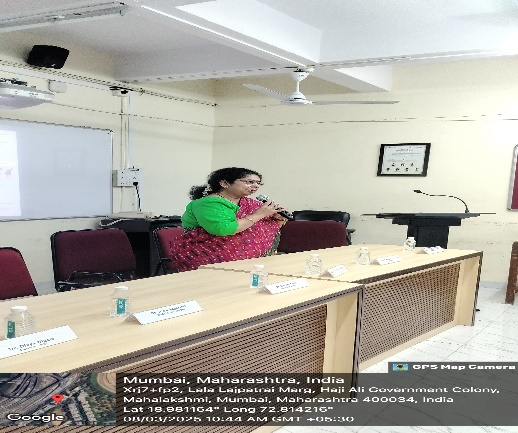 GPS Map Camera
Mumbai, Maharashtra, India
Xrj7+fp2, Lala Lajpatrai Marg, Haji Ali Government Colony,
Mahalakshmi, Mumbai, Maharashtra 400034, India
Lat 18.981164° Long 72.814216°
08/03/2025 10:44 AM GMT +05:30
Google